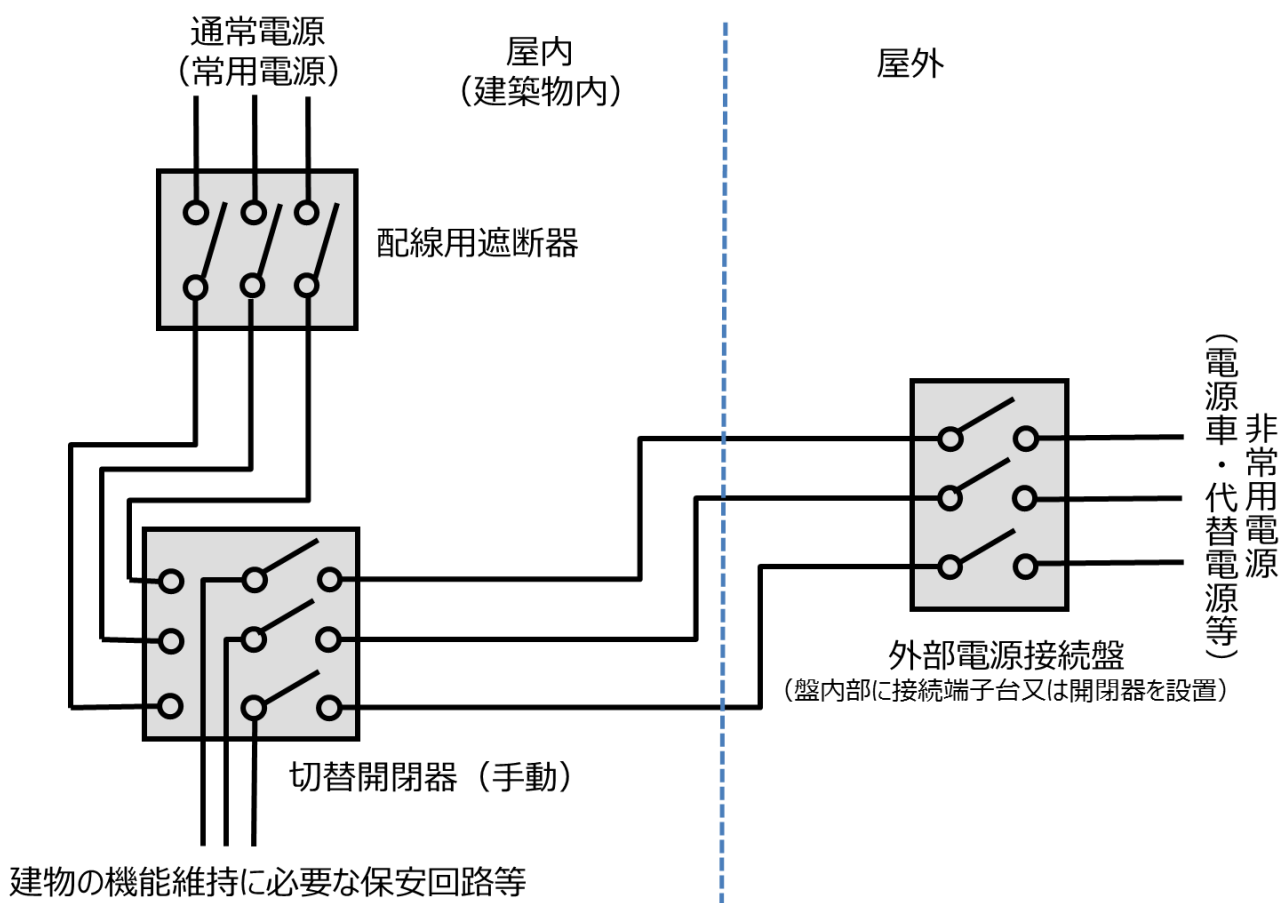 通常電源
（常用電源）
屋内
（建築物内）
屋外
配線用遮断器
非常用電源
（電源車・代替電源等）
外部電源接続盤
（盤内部に接続端子台又は開閉器を設置）
切替開閉器（手動）
建物の機能維持に必要な保安回路等